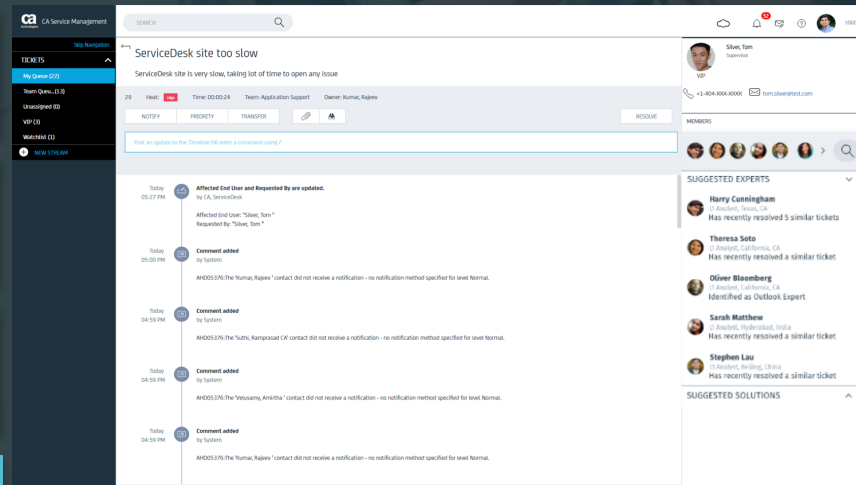 ca
technologies
CA Service Management
SEARCH
52
LOGO
Skip Navigation
TICKETS
My Queue (22)
Team Queu...(13)
Unassigned (0)
VIP (3)
Watchlist (1)
NEW STREAM
ServiceDesk site too slow
ServiceDesk site is very slow, taking lot of time to open any issue
29 Heat: High Time: 00:00:24 Team: Application Support Owner: Kumar, Rajeev
NOTIFY PRIORITY TRANSFER RESOLVE
Post an update to the Timeline OR enter a command using /
Today
05:27 PM
Affected End User and Requested By are updated.
by CA, ServiceDesk
Affected End User: "Silver, Tom "
Requested By: "Silver, Tom "
Today
05:00 PM
Comment added
by System
AHD05376:The 'Kumar, Rajeev ' contact did not receive a notification - no notification method specified for level Normal.
Today
04:59 PM
Comment added
by System
AHD05376:The 'Suthi, Kamprasad CA' contact did not receive a notification - no notification method specified for level Normal.
Today
04:59 PM
Comment added
by System
AHD05376:The 'Velusamy, Amirtha ' contact did not receive a notification - no notification method specified for level Normal.
Today
04:59 PM
Comment added
by System
AHD05376:The 'Kumar, Rajeev ' contact did not receive a notification - no notification method specified for level Normal.
Silver, Tom
Supervisor
VIP
+1-404-XXX-XXXX tom.silver@test.com
MEMBERS
SUGGESTED EXPERTS
Harry Cunningham
IT Analyst, Texas, CA
Has recently resolved 5 similar tickets
Theresa Soto
IT Analyst, California, CA
Has recently resolved a similar ticket
Oliver Bloomberg
IT Analyst, California, CA
Identified as Outlook Expert
Sarah Matthew
IT Analyst, Hyderabad, India
Has recently resolved a similar ticket
Stephen Lau
IT Analyst, Beijing, China
Has recently resolved a similar ticket
SUGGESTED SOLUTIONS